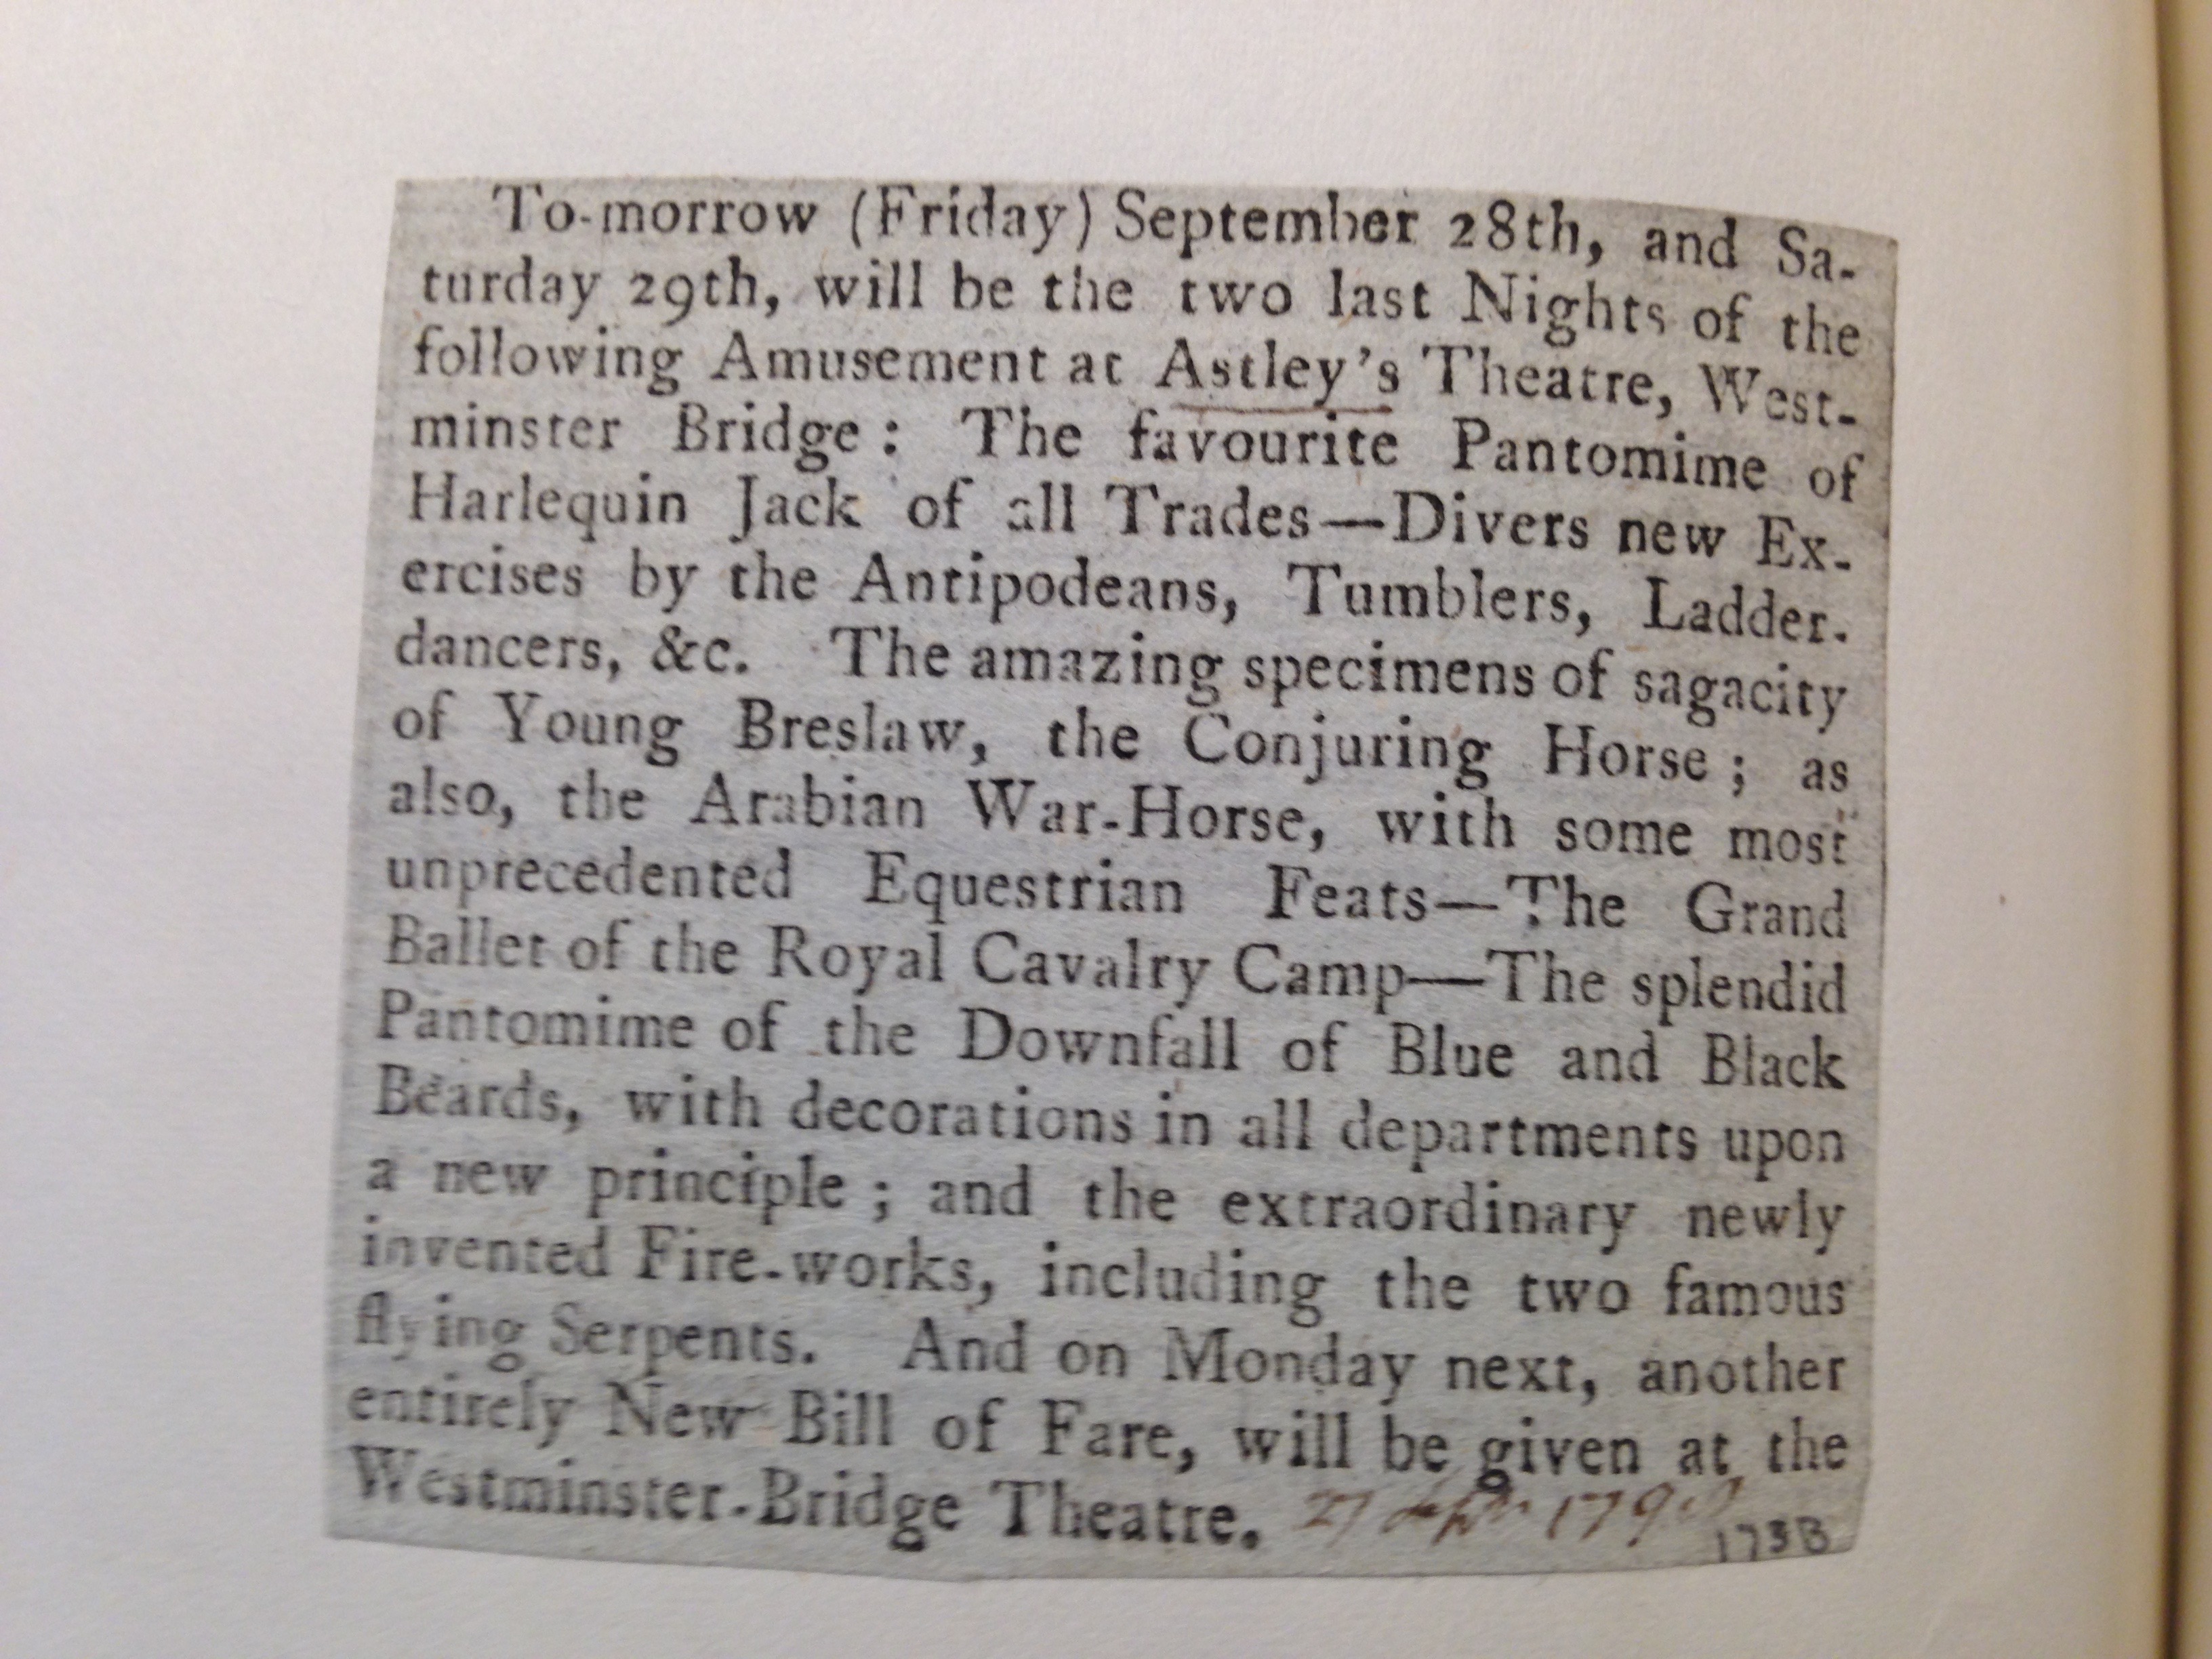 To-morrow (Friday) September 28th, and Sa-
turday 29th, will be the two last Nights of the
following Amusement at Astley's Theatre, West-
minster Bridge : The favourite Pantomime of
Harlequin Jack of all Trades—Divers new Ex-
ercises by the Antipodeans, Tumblers, Ladder-
dancers, &c. The amazing specimens of sagacity
of Young Breslaw, the Conjuring Horse ; as
also, the Arabian War-Horse, with some most
unprecedented Equestrian Feats—The Grand
Ballet of the Royal Cavalry Camp—The splendid
Pantomime of the Downfall of Blue and Black
Beards, with decorations in all departments upon
a new principle ; and the extraordinary newly
invented Fire-works, including the two famous
flying Serpents. And on Monday next, another
entirely New Bill of Fare, will be given at the
Westminster-Bridge Theatre.
27 Sepr
173B